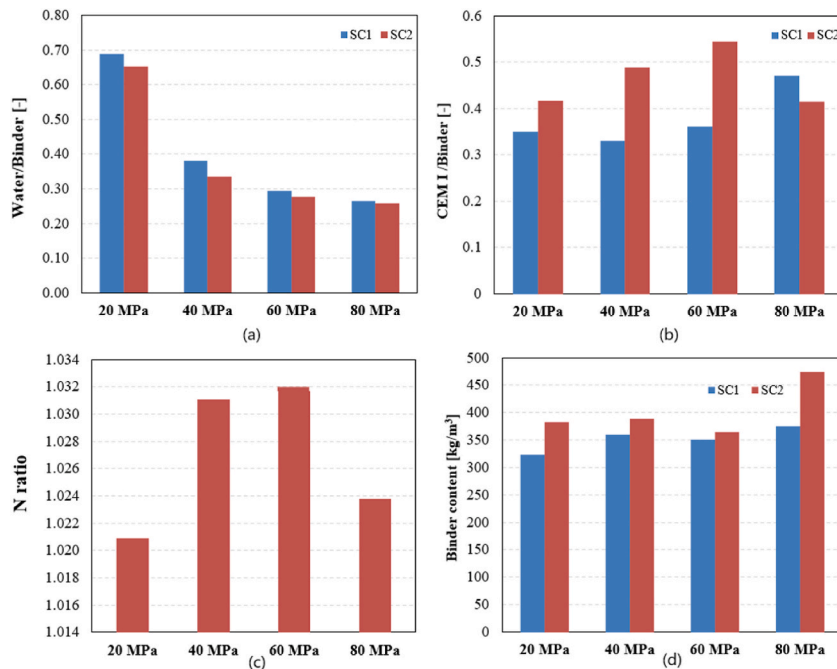 0.80
0.70
0.60
0.50
0.40
0.30
0.20
0.10
0.00
Water/Binder [-]
SC1 SC2
20 MPa 40 MPa 60 MPa 80 MPa
(a)
0.6
0.5
0.4
0.3
0.2
0.1
0
CEM I /Binder [-]
SC1 SC2
20 MPa 40 MPa 60 MPa 80 MPa
(b)
1.034
1.032
1.030
1.028
1.026
1.024
1.022
1.020
1.018
1.016
1.014
N ratio
20 MPa 40 MPa 60 MPa 80 MPa
(c)
500
450
400
350
300
250
200
150
100
50
0
Binder content [kg/m³]
SC1 SC2
20 MPa 40 MPa 60 MPa 80 MPa
(d)